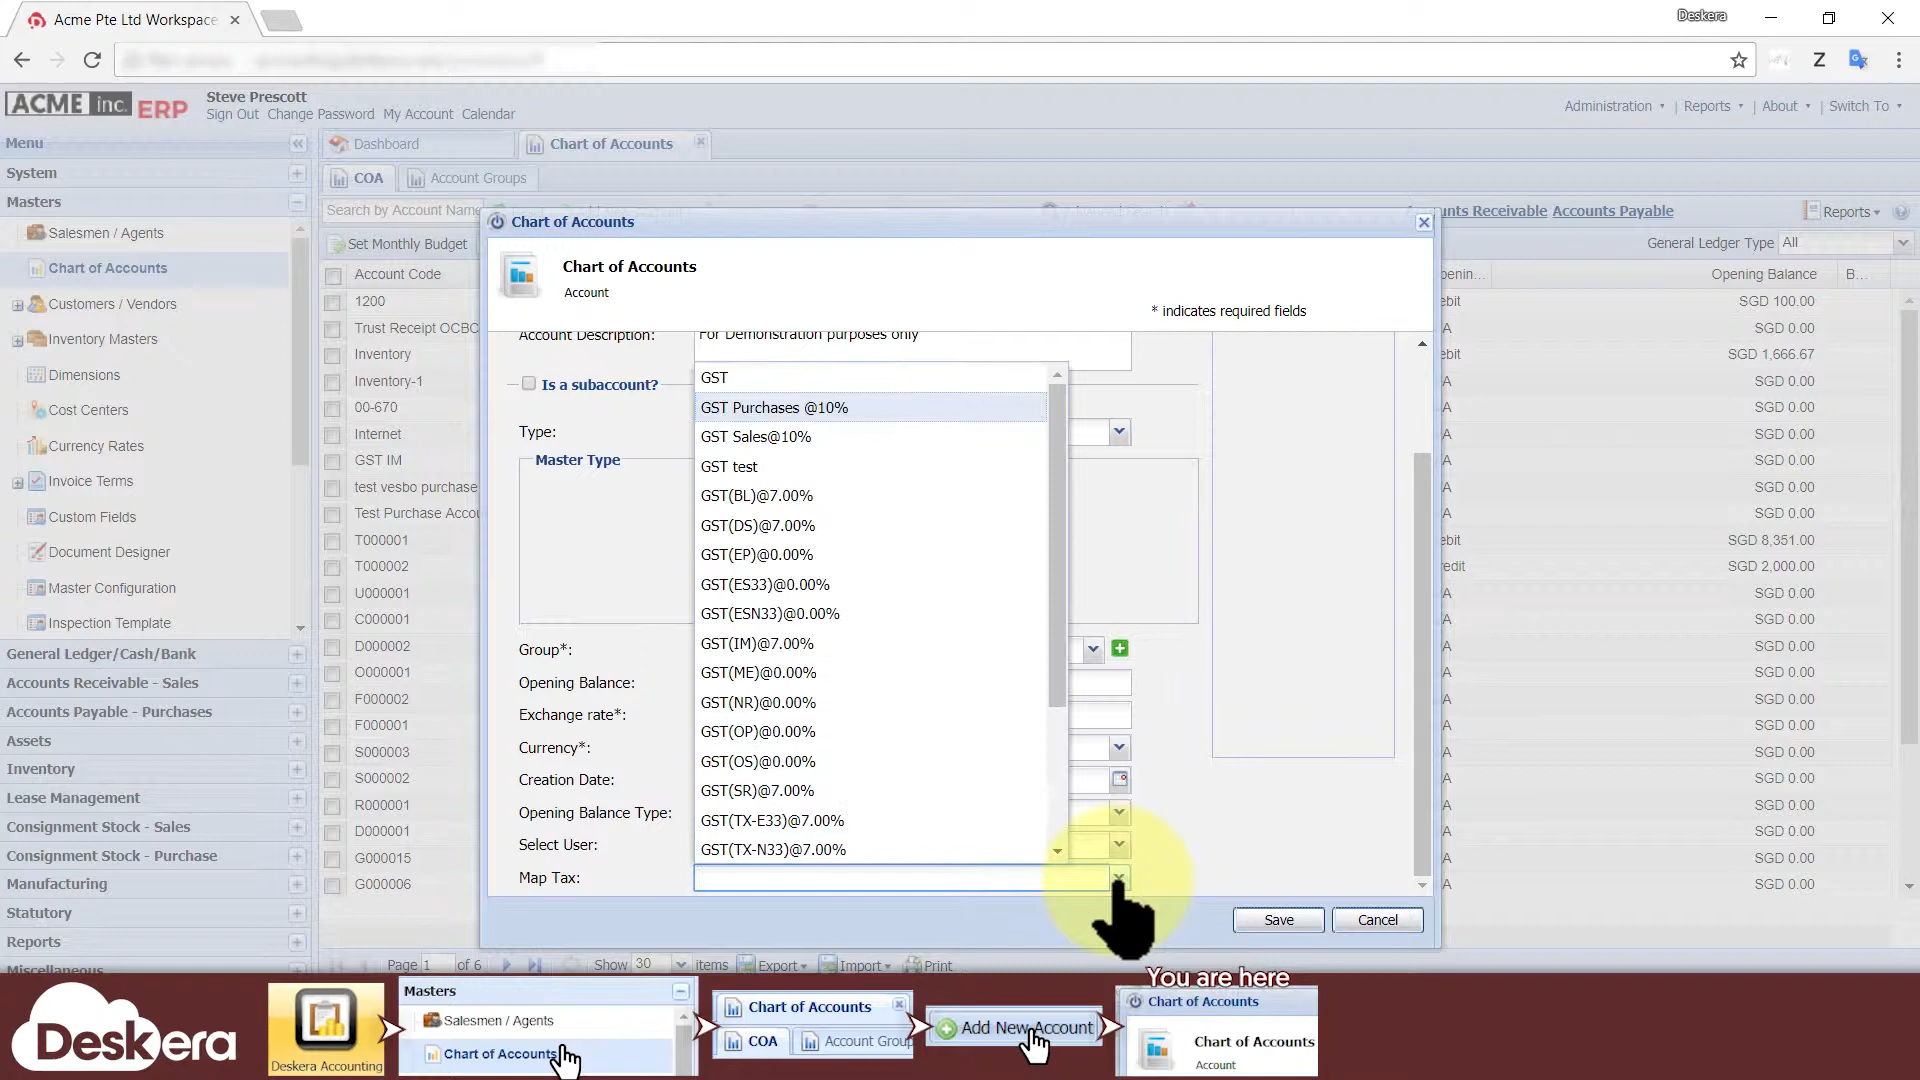 Acme Pte Ltd Workspace
Deskera
Z
ACME inc. ERP
Steve Prescott
Sign Out Change Password My Account Calendar
Administration | Reports | About | Switch To
Menu
System
Masters
Salesmen / Agents
Chart of Accounts
Customers / Vendors
Inventory Masters
Dimensions
Cost Centers
Currency Rates
Invoice Terms
Custom Fields
Document Designer
Master Configuration
Inspection Template
General Ledger/Cash/Bank
Accounts Receivable - Sales
Accounts Payable - Purchases
Assets
Inventory
Lease Management
Consignment Stock - Sales
Consignment Stock - Purchase
Manufacturing
Statutory
Reports
Miscellaneous
Dashboard
Chart of Accounts
COA
Account Groups
Search by Account Name
Receivable Accounts Payable
Reports
Set Monthly Budget
General Ledger Type All
Account Code
Opening Balance
B...
1200
SGD 100.00
Trust Receipt OCBC
SGD 0.00
Inventory
SGD 1,666.67
Inventory-1
SGD 0.00
00-670
SGD 0.00
Internet
SGD 0.00
GST IM
SGD 0.00
test vesbo purchase
SGD 0.00
Test Purchase
SGD 0.00
T000001
SGD 8,351.00
T000002
SGD 2,000.00
U000001
SGD 0.00
C000001
SGD 0.00
D000002
SGD 0.00
O000001
SGD 0.00
F000002
SGD 0.00
F000001
SGD 0.00
S000003
SGD 0.00
S000002
SGD 0.00
R000001
SGD 0.00
D000001
SGD 0.00
G000015
SGD 0.00
G000006
SGD 0.00
Chart of Accounts
Chart of Accounts
Account
* indicates required fields
Account Description:
For Demonstration purposes only
Is a subaccount?
Type:
Master Type
Group*:
Opening Balance:
Exchange rate*:
Currency*:
Creation Date:
Opening Balance Type:
Select User:
Map Tax:
GST
GST Purchases @10%
GST Sales@10%
GST test
GST(BL)@7.00%
GST(DS)@7.00%
GST(EP)@0.00%
GST(ES33)@0.00%
GST(ESN33)@0.00%
GST(IM)@7.00%
GST(ME)@0.00%
GST(NR)@0.00%
GST(OP)@0.00%
GST(OS)@0.00%
GST(SR)@7.00%
GST(TX-E33)@7.00%
GST(TX-N33)@7.00%
Save
Cancel
Page 1 of 6
Show 30 items
Export
Import
Print
Deskera
Deskera Accounting
Masters
Salesmen / Agents
Chart of Accounts
Chart of Accounts
COA
Account
Add New Account
You are here
Chart of Accounts
Chart of Accounts
Account